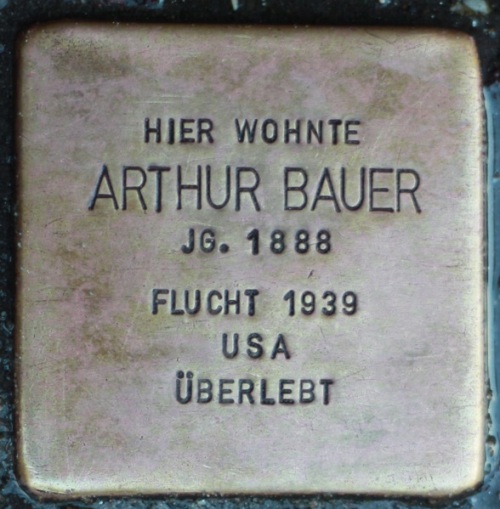 HIER WOHNTE
ARTHUR BAUER
JG. 1888
FLUCHT 1939
USA
ÜBERLEBT